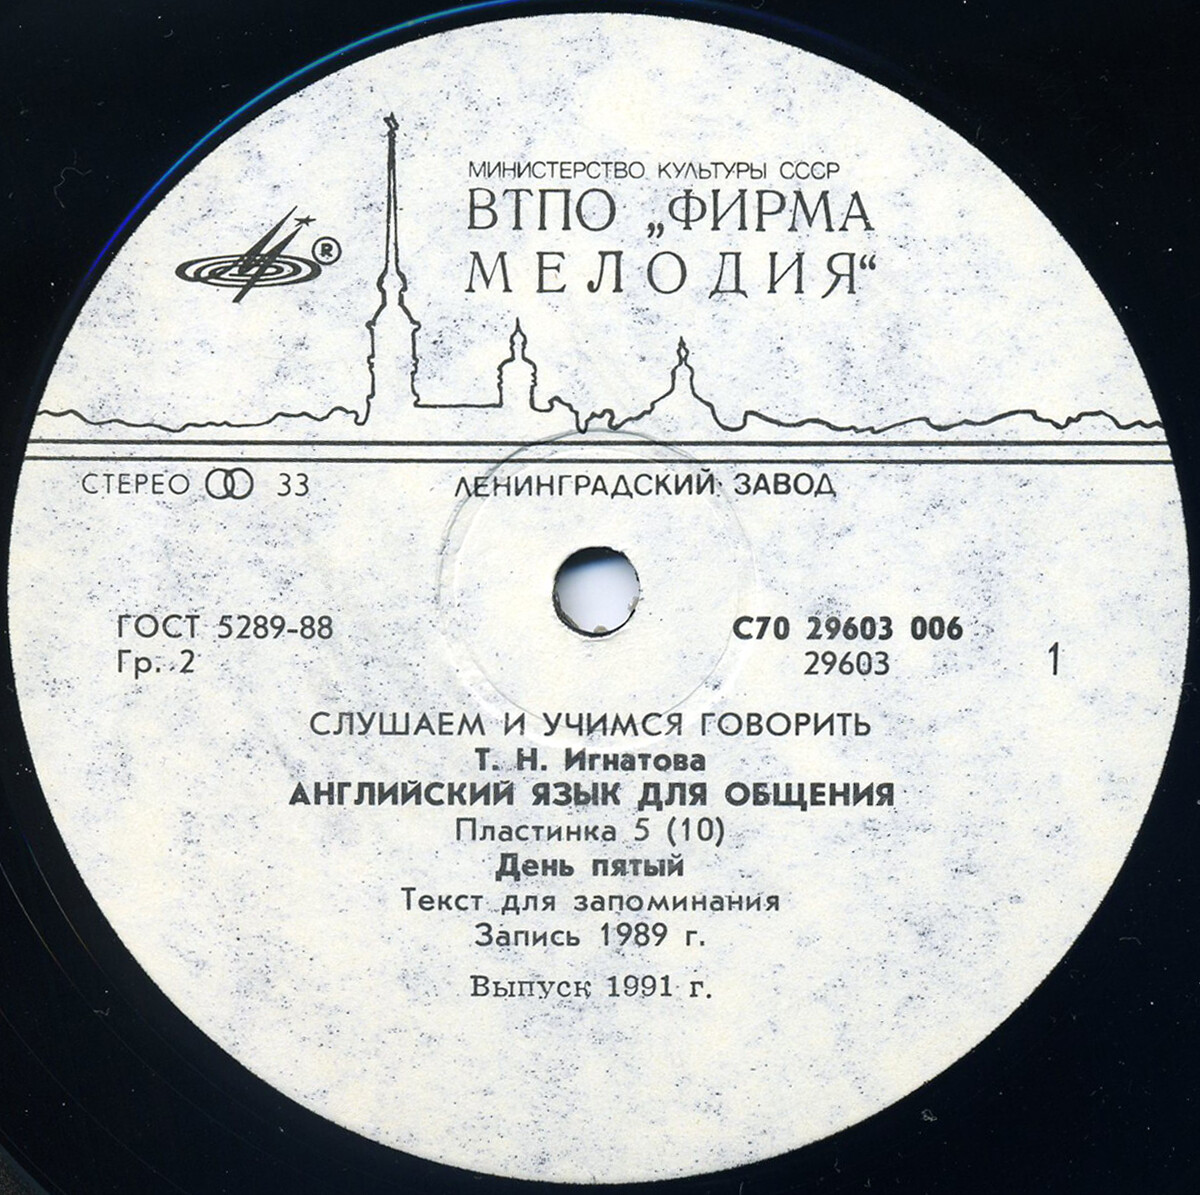 МИНИСТЕРСТВО КУЛЬТУРЫ СССР
ВТПО „ФИРМА
МЕЛОДИЯ“
®
СТЕРЕО 33
ЛЕНИНГРАДСКИЙ ЗАВОД
ГОСТ 5289-88
Гр. 2
С70 29603 006
29603
1
СЛУШАЕМ И УЧИМСЯ ГОВОРИТЬ
Т. Н. Игнатова
АНГЛИЙСКИЙ ЯЗЫК ДЛЯ ОБЩЕНИЯ
Пластинка 5 (10)
День пятый
Текст для запоминания
Запись 1989 г.
Выпуск 1991 г.